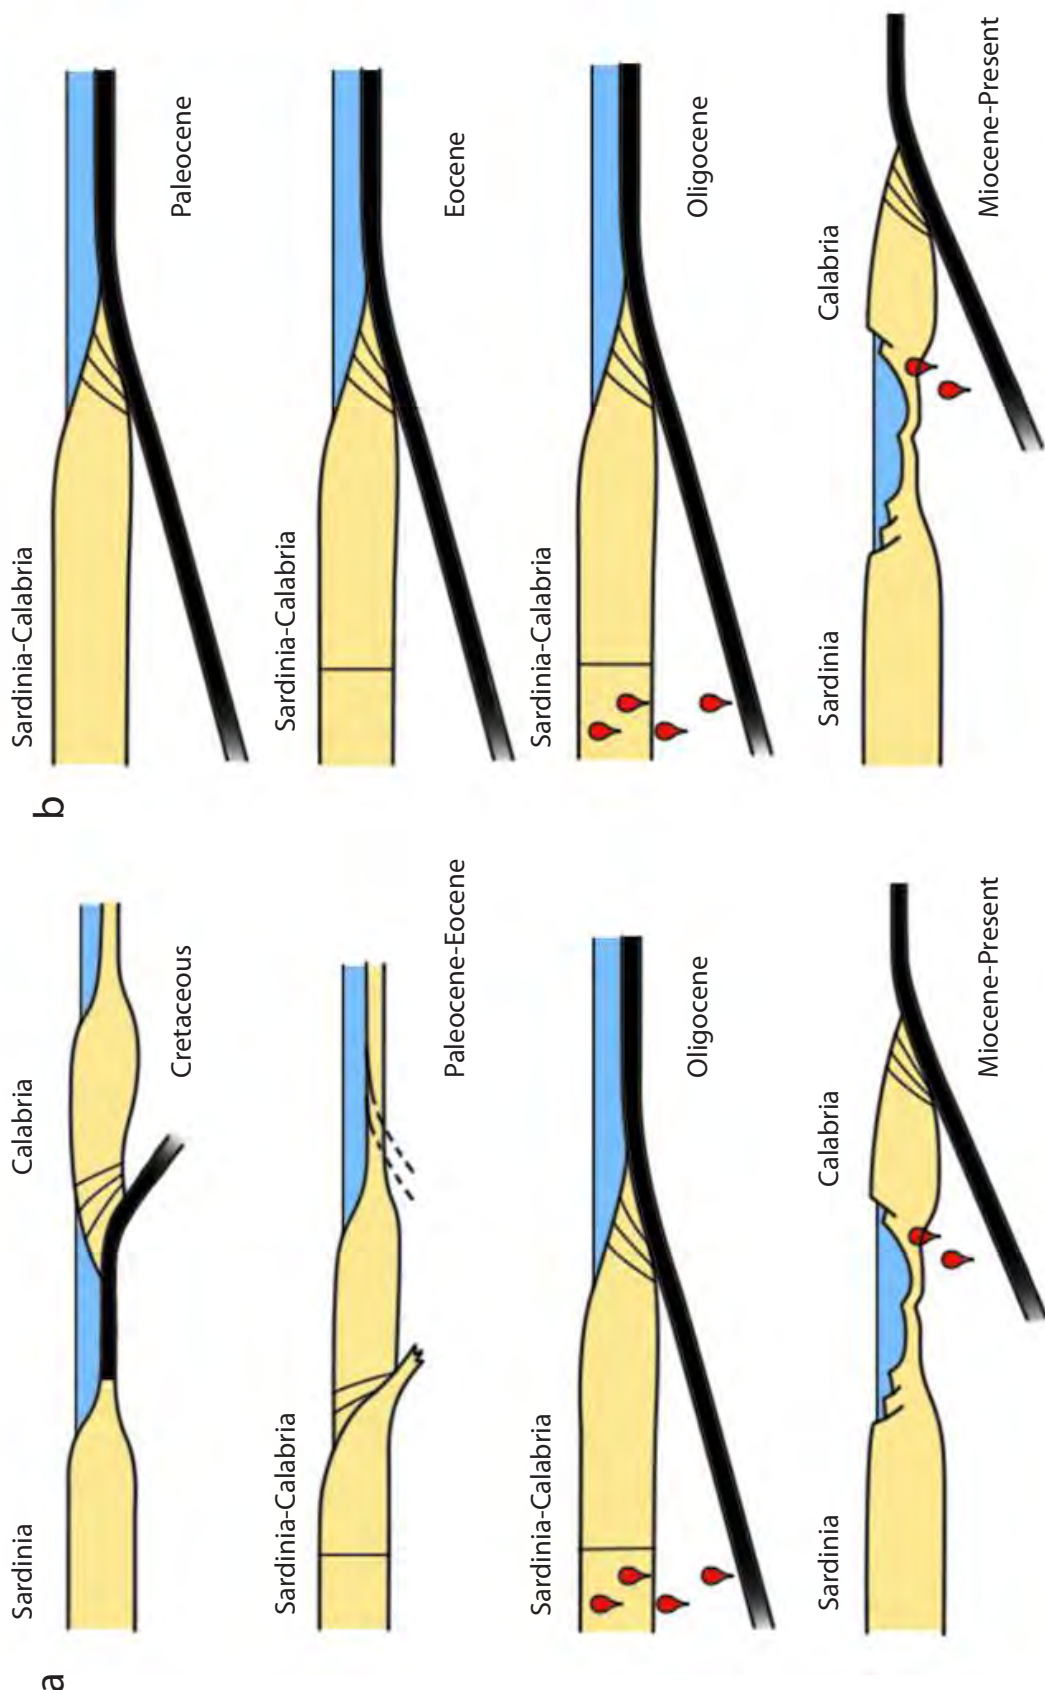 a
Sardinia
Calabria
Cretaceous
Sardinia-Calabria
Paleocene-Eocene
Sardinia-Calabria
Oligocene
Sardinia
Calabria
Miocene-Present
b
Sardinia-Calabria
Paleocene
Sardinia-Calabria
Eocene
Sardinia-Calabria
Oligocene
Sardinia
Calabria
Miocene-Present